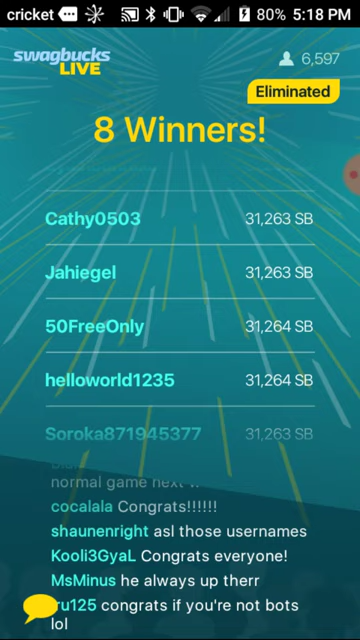 cricket 80% 5:18 PM
swagbucks
LIVE
6,597
Eliminated
8 Winners!
Cathy0503 31,263 SB
Jahiegel 31,263 SB
50FreeOnly 31,264 SB
helloworld1235 31,264 SB
Soroka871945377 31,263 SB
normal game next
cocalala Congrats!!!!!!
shaunenright asl those usernames
Kooli3GyaL Congrats everyone!
MsMinus he always up therr
ru125 congrats if you're not bots
lol